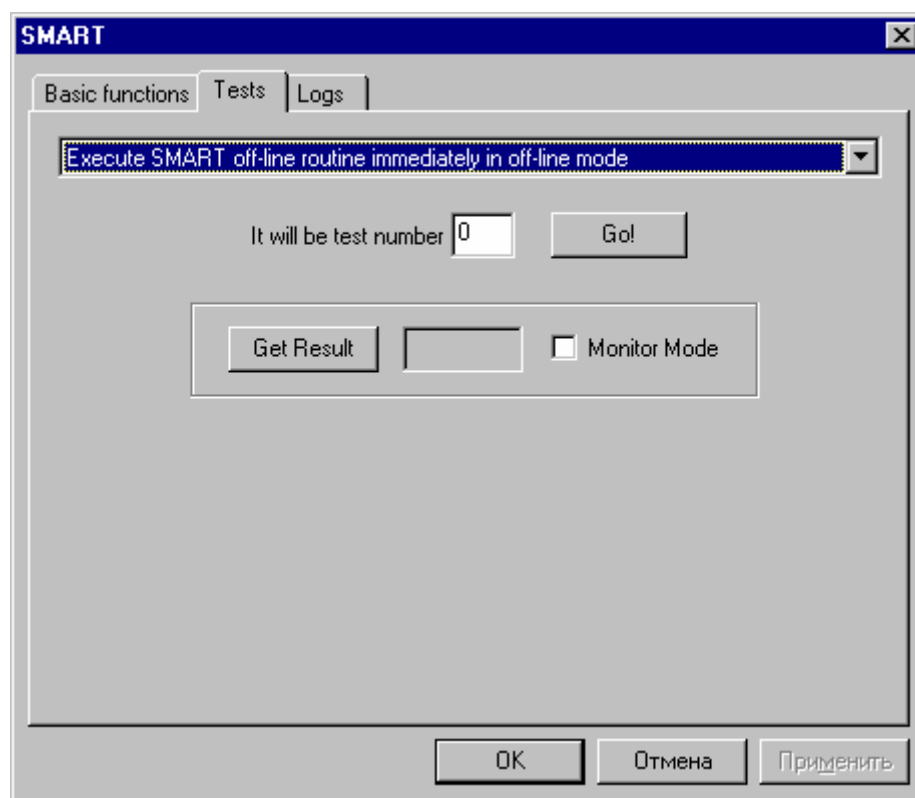 SMART
Basic functions Tests Logs
Execute SMART off-line routine immediately in off-line mode
It will be test number 0 Go!
Get Result Monitor Mode
OK Отмена Применить